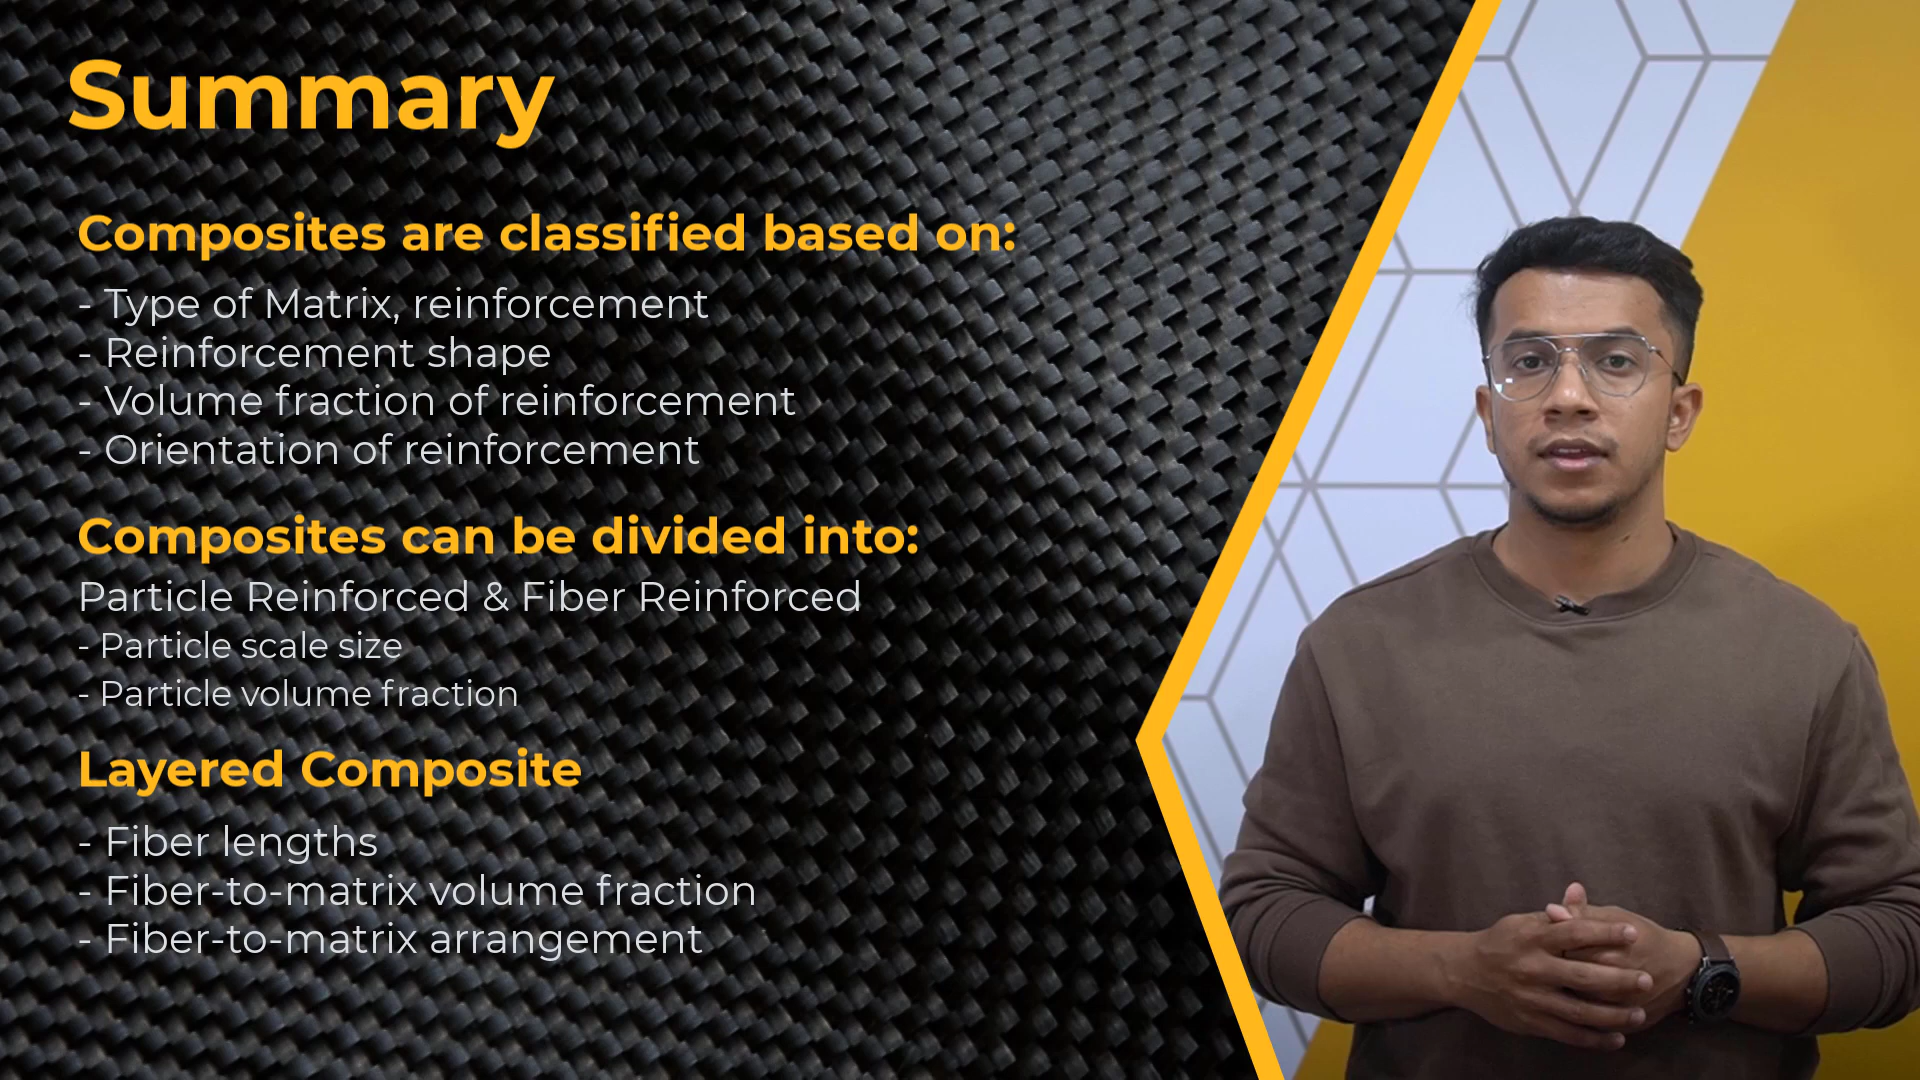 Summary
Composites are classified based on:
- Type of Matrix, reinforcement
- Reinforcement shape
- Volume fraction of reinforcement
- Orientation of reinforcement
Composites can be divided into:
Particle Reinforced & Fiber Reinforced
- Particle scale size
- Particle volume fraction
Layered Composite
- Fiber lengths
- Fiber-to-matrix volume fraction
- Fiber-to-matrix arrangement